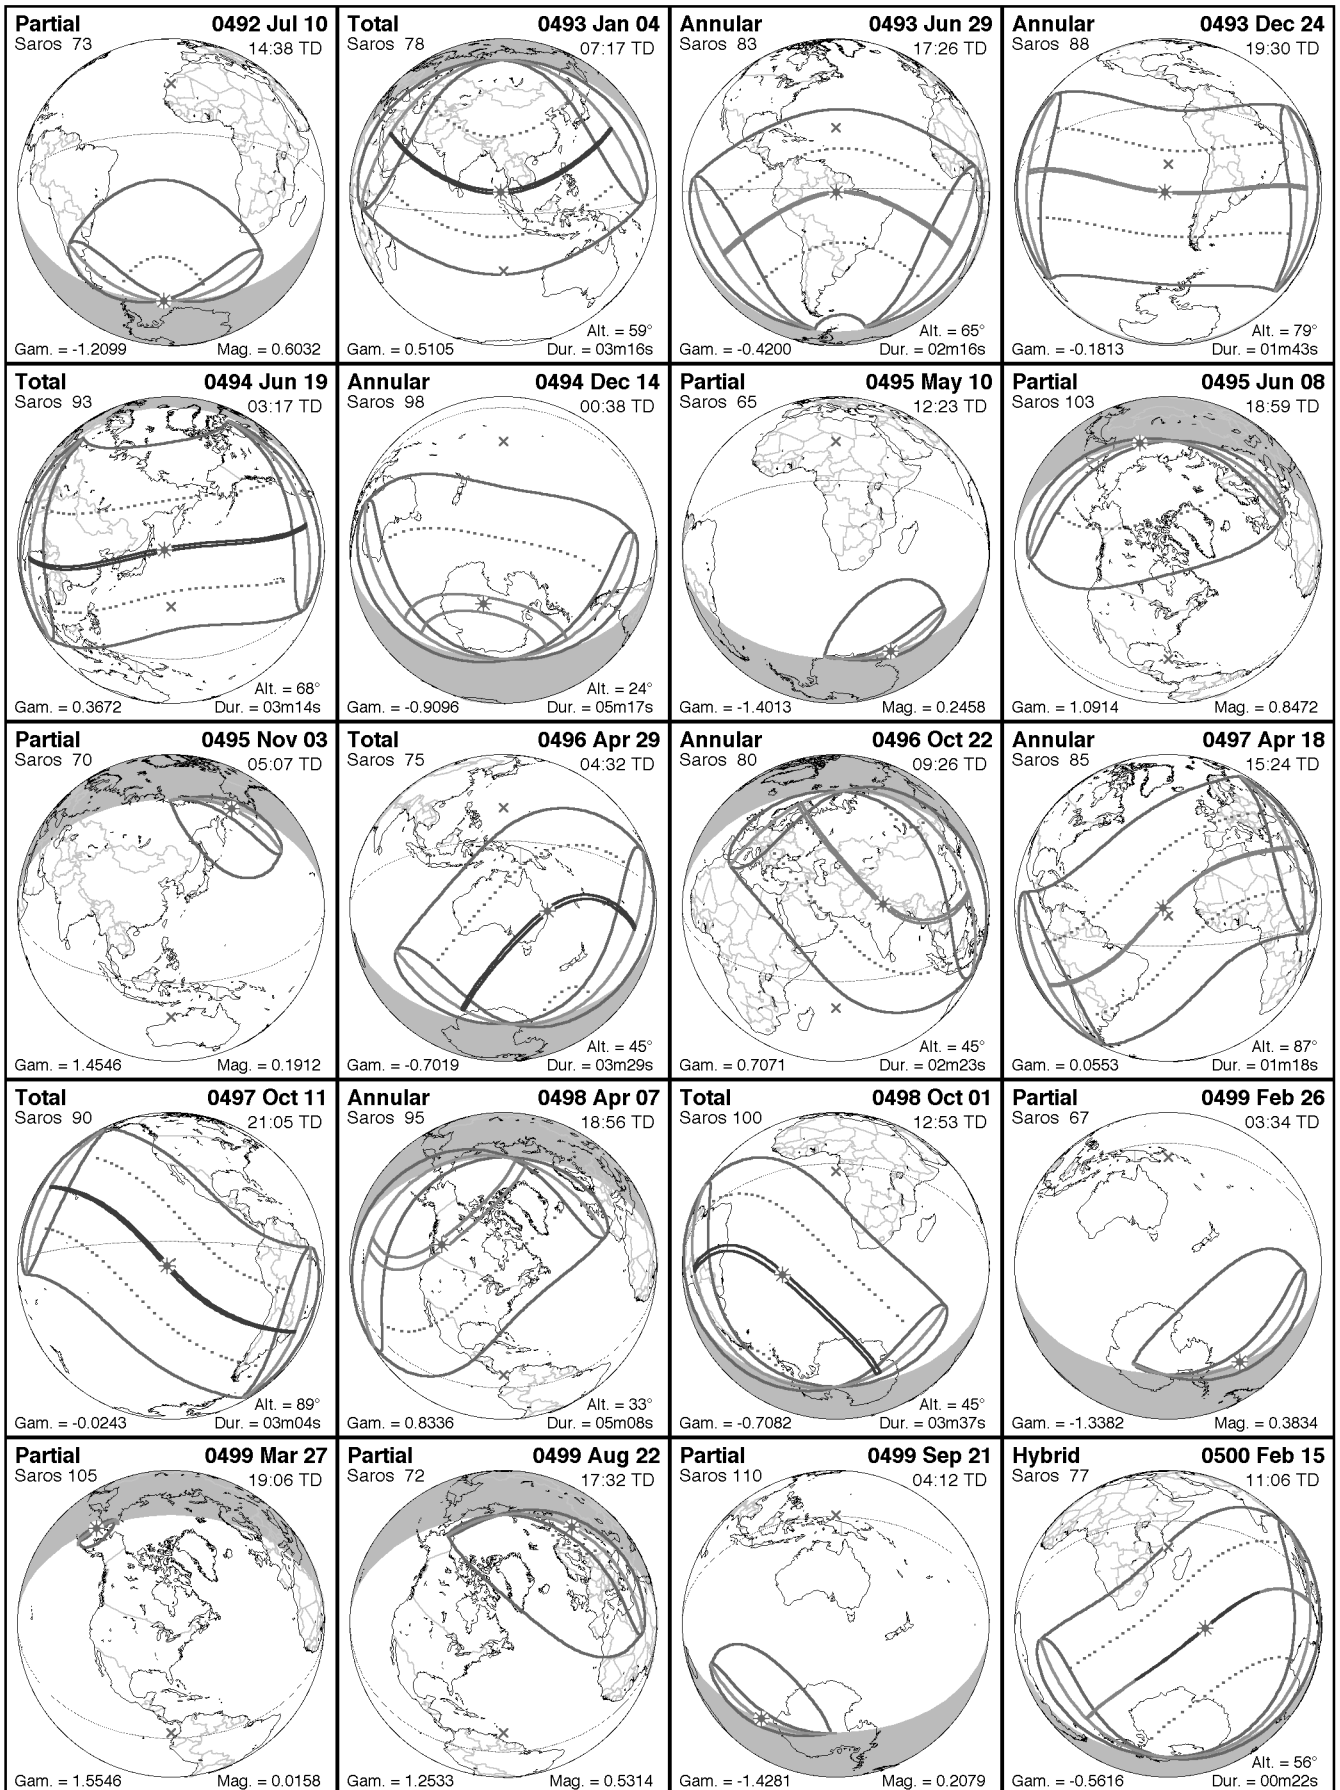 Partial 0492 Jul 10
Saros 73 14:38 TD
Gam. = -1.2099 Mag. = 0.6032
Total 0493 Jan 04
Saros 78 07:17 TD
Alt. = 59°
Gam. = 0.5105 Dur. = 03m16s
Annular 0493 Jun 29
Saros 83 17:26 TD
Alt. = 65°
Gam. = -0.4200 Dur. = 02m16s
Annular 0493 Dec 24
Saros 88 19:30 TD
Alt. = 79°
Gam. = -0.1813 Dur. = 01m43s
Total 0494 Jun 19
Saros 93 03:17 TD
Alt. = 68°
Gam. = 0.3672 Dur. = 03m14s
Annular 0494 Dec 14
Saros 98 00:38 TD
Alt. = 24°
Gam. = -0.9096 Dur. = 05m17s
Partial 0495 May 10
Saros 65 12:23 TD
Gam. = -1.4013 Mag. = 0.2458
Partial 0495 Jun 08
Saros 103 18:59 TD
Gam. = 1.0914 Mag. = 0.8472
Partial 0495 Nov 03
Saros 70 05:07 TD
Gam. = 1.4546 Mag. = 0.1912
Total 0496 Apr 29
Saros 75 04:32 TD
Alt. = 45°
Gam. = -0.7019 Dur. = 03m29s
Annular 0496 Oct 22
Saros 80 09:26 TD
Alt. = 45°
Gam. = 0.7071 Dur. = 02m23s
Annular 0497 Apr 18
Saros 85 15:24 TD
Alt. = 87°
Gam. = 0.0553 Dur. = 01m18s
Total 0497 Oct 11
Saros 90 21:05 TD
Alt. = 89°
Gam. = -0.0243 Dur. = 03m04s
Annular 0498 Apr 07
Saros 95 18:56 TD
Alt. = 33°
Gam. = 0.8336 Dur. = 05m08s
Total 0498 Oct 01
Saros 100 12:53 TD
Alt. = 45°
Gam. = -0.7082 Dur. = 03m37s
Partial 0499 Feb 26
Saros 67 03:34 TD
Gam. = -1.3382 Mag. = 0.3834
Partial 0499 Mar 27
Saros 105 19:06 TD
Gam. = 1.5546 Mag. = 0.0158
Partial 0499 Aug 22
Saros 72 17:32 TD
Gam. = 1.2533 Mag. = 0.5314
Partial 0499 Sep 21
Saros 110 04:12 TD
Gam. = -1.4281 Mag. = 0.2079
Hybrid 0500 Feb 15
Saros 77 11:06 TD
Alt. = 56°
Gam. = -0.5616 Dur. = 00m22s